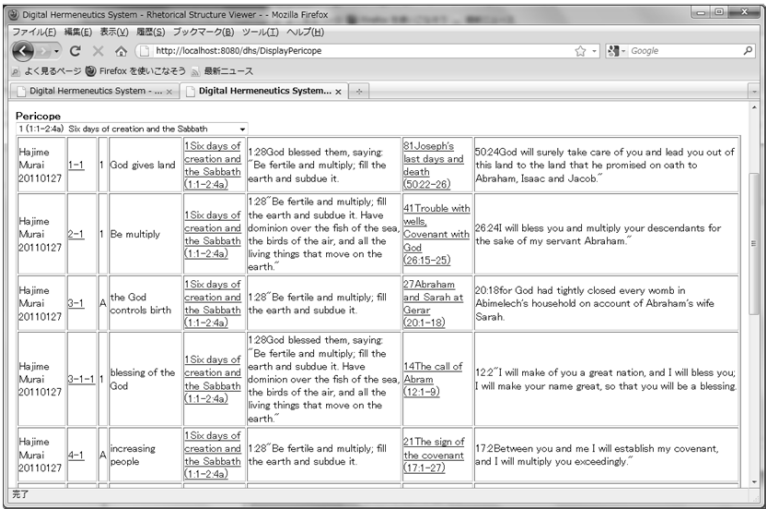 Digital Hermeneutics System - Rhetorical Structure Viewer - - Mozilla Firefox
ファイル(F) 編集(E) 表示(V) 履歴(S) ブックマーク(B) ツール(T) ヘルプ(H)
http://localhost:8080/dhs/DisplayPericope
Google
よく見るページ Firefox を使いこなそう 最新ニュース
Digital Hermeneutics System - ... Digital Hermeneutics System...
Pericope
1 (1:1-2:4a) Six days of creation and the Sabbath
Hajime Murai 20110127 1-1 1 God gives land 1Six days of creation and the Sabbath (1:1-2:4a) 1:28God blessed them, saying: "Be fertile and multiply; fill the earth and subdue it. 81Joseph's last days and death (50:22-26) 50:24God will surely take care of you and lead you out of this land to the land that he promised on oath to Abraham, Isaac and Jacob."
Hajime Murai 20110127 2-1 1 Be multiply 1Six days of creation and the Sabbath (1:1-2:4a) 1:28"Be fertile and multiply; fill the earth and subdue it. Have dominion over the fish of the sea, the birds of the air, and all the living things that move on the earth." 41Trouble with wells, Covenant with God (26:15-25) 26:24I will bless you and multiply your descendants for the sake of my servant Abraham."
Hajime Murai 20110127 3-1 A the God controls birth 1Six days of creation and the Sabbath (1:1-2:4a) 1:28"Be fertile and multiply; fill the earth and subdue it. 27Abraham and Sarah at Gerar (20:1-18) 20:18for God had tightly closed every womb in Abimelech's household on account of Abraham's wife Sarah.
Hajime Murai 20110127 3-1-1 1 blessing of the God 1Six days of creation and the Sabbath (1:1-2:4a) 1:28God blessed them, saying: "Be fertile and multiply; fill the earth and subdue it. Have dominion over the fish of the sea, the birds of the air, and all the living things that move on the earth." 14The call of Abram (12:1-9) 12:2"I will make of you a great nation, and I will bless you; I will make your name great, so that you will be a blessing.
Hajime Murai 20110127 4-1 A increasing people 1Six days of creation and the Sabbath (1:1-2:4a) 1:28"Be fertile and multiply; fill the earth and subdue it. 21The sign of the covenant (17:1-27) 17:2Between you and me I will establish my covenant, and I will multiply you exceedingly."
完了